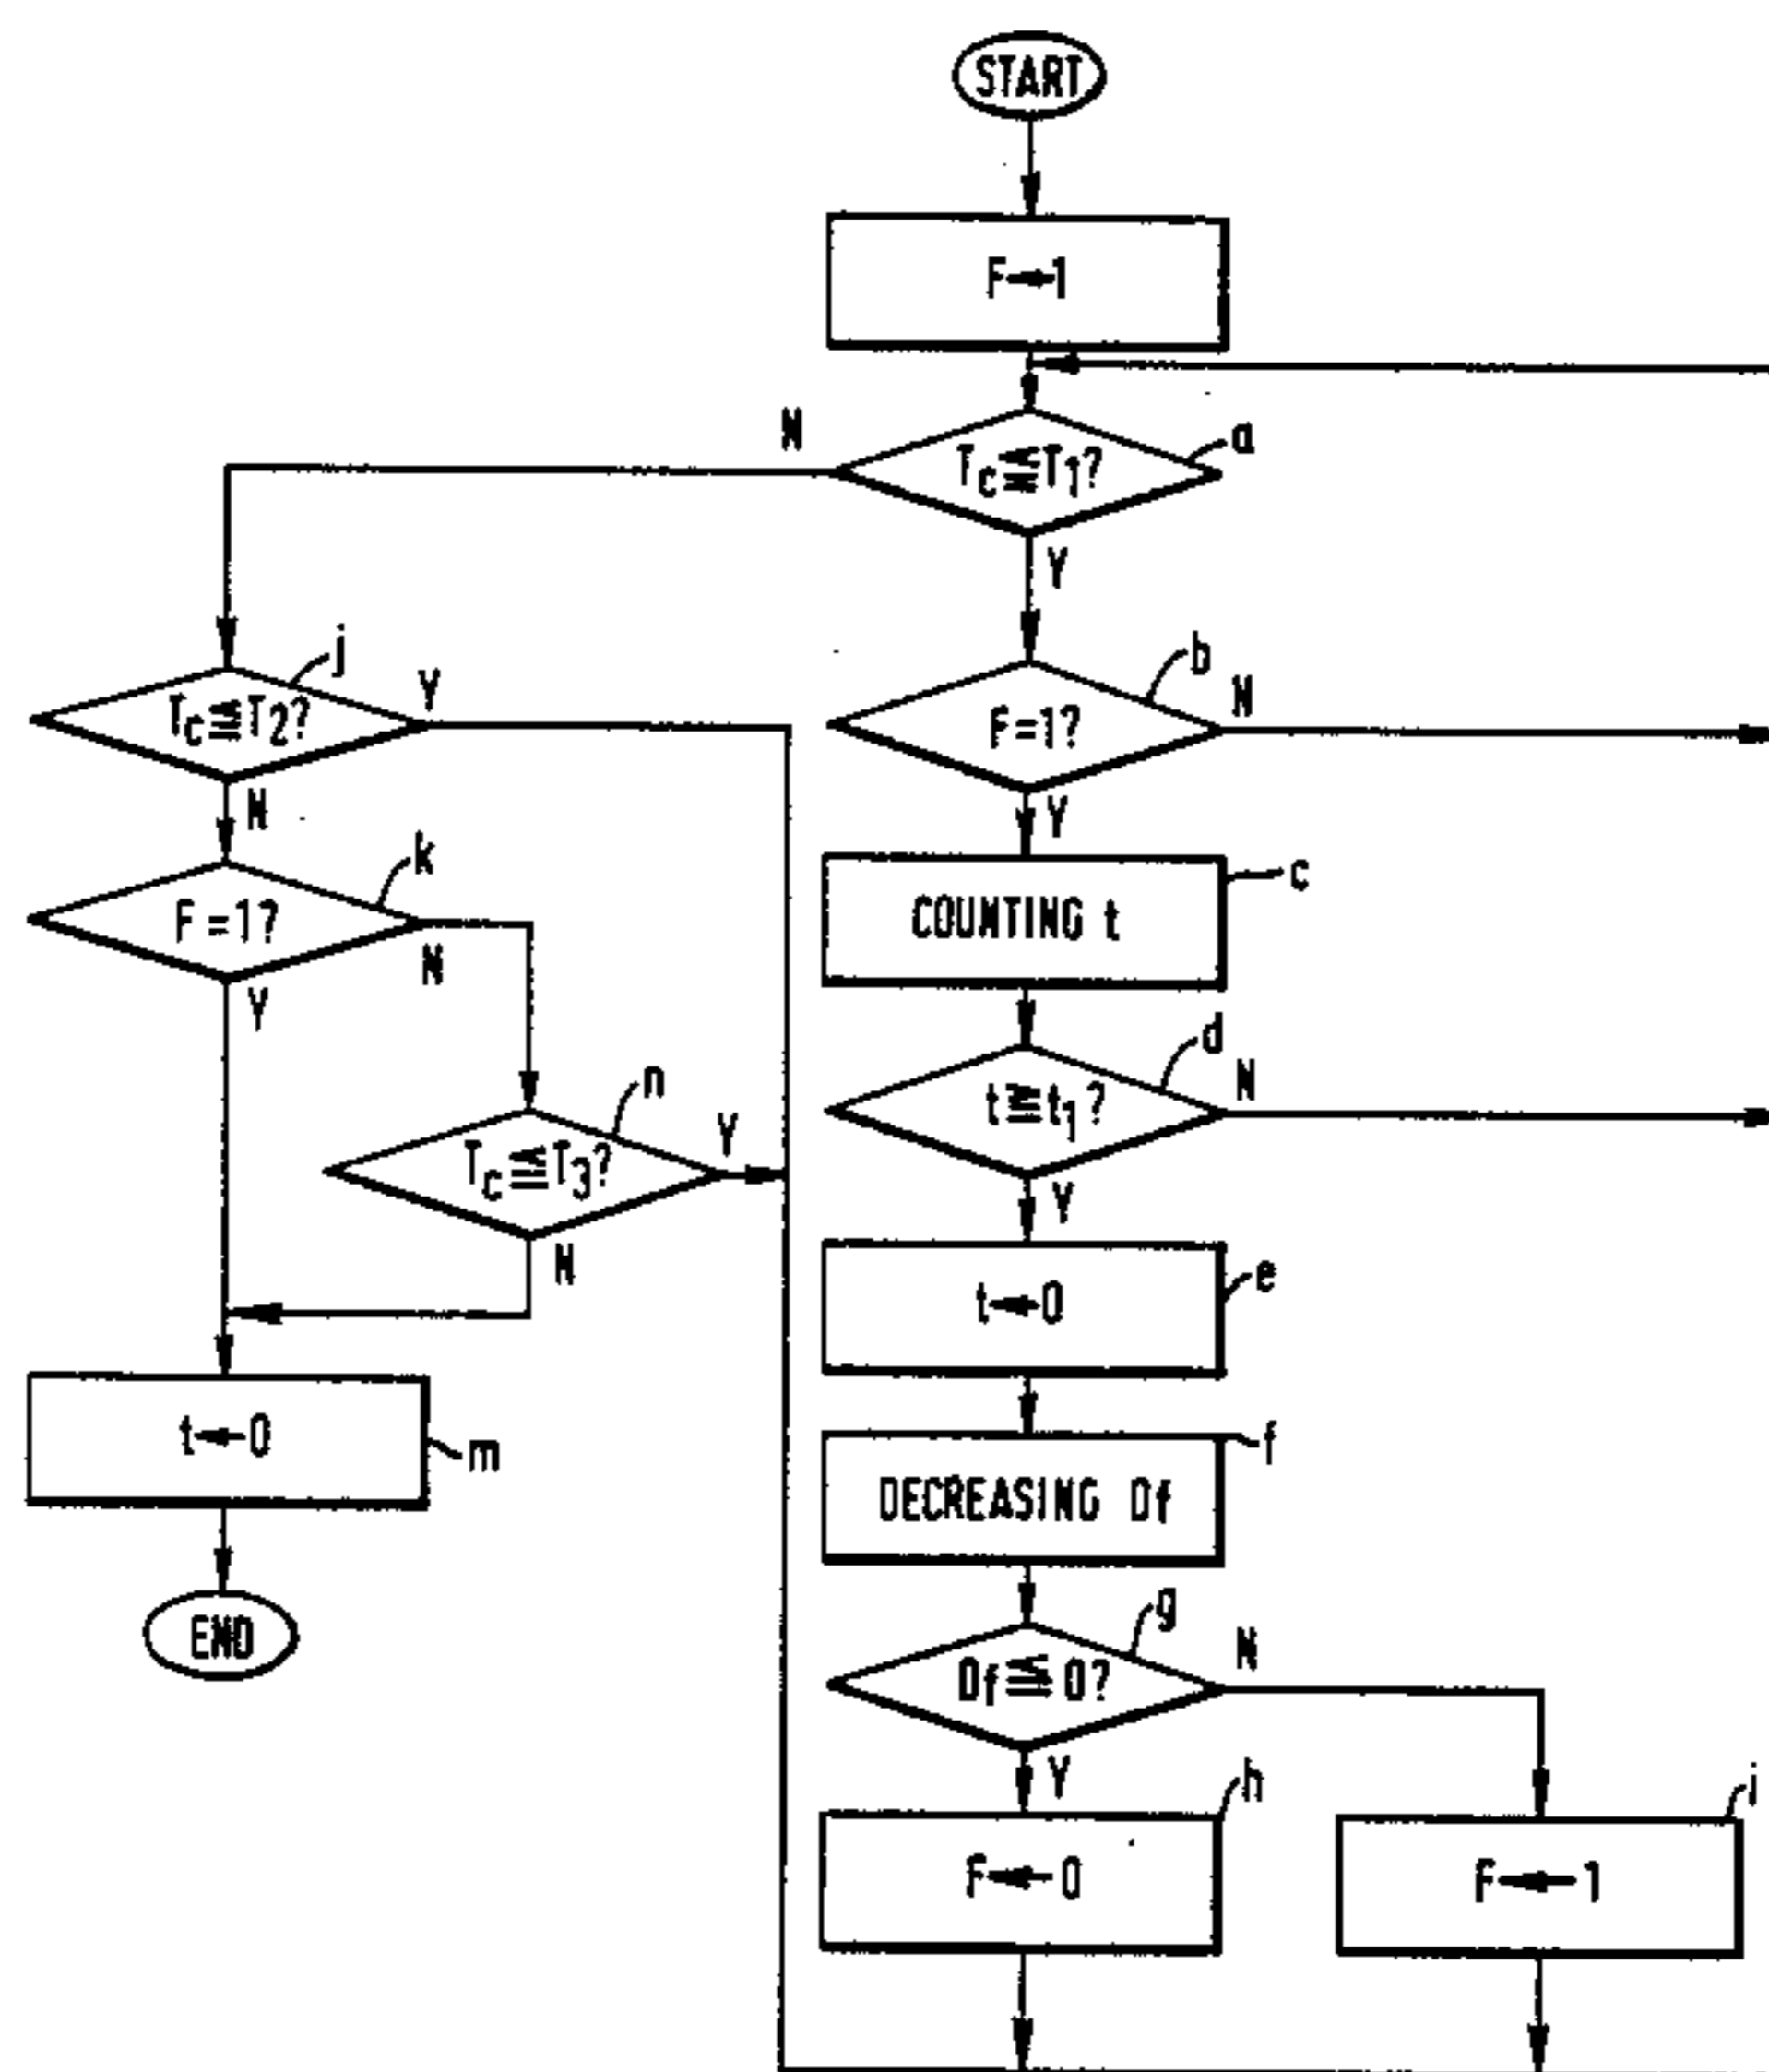 START
F←1
N
Tc≦T1?
a
Y
j
Tc≦T2?
Y
b
F=1?
N
N
Y
k
F=1?
N
Y
COUNTING t
c
n
Tc≦T3?
Y
N
d
t≧t1?
N
Y
t←0
e
t←0
m
DECREASING Df
f
END
g
Df≦0?
N
Y
h
F←0
i
F←1